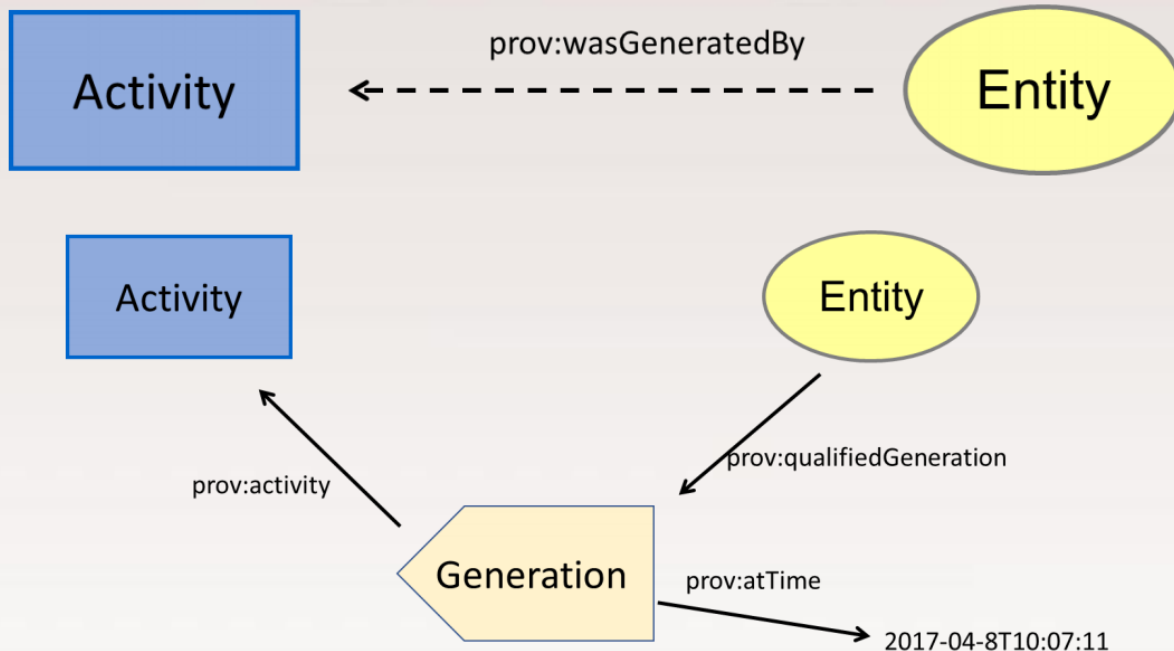 prov:wasGeneratedBy
Activity
Entity
Activity
Entity
prov:qualifiedGeneration
prov:activity
Generation
prov:atTime
2017-04-8T10:07:11